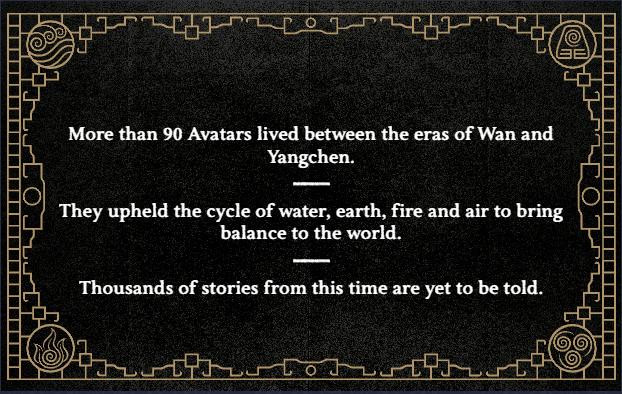 More than 90 Avatars lived between the eras of Wan and
Yangchen.
They upheld the cycle of water, earth, fire and air to bring
balance to the world.
Thousands of stories from this time are yet to be told.